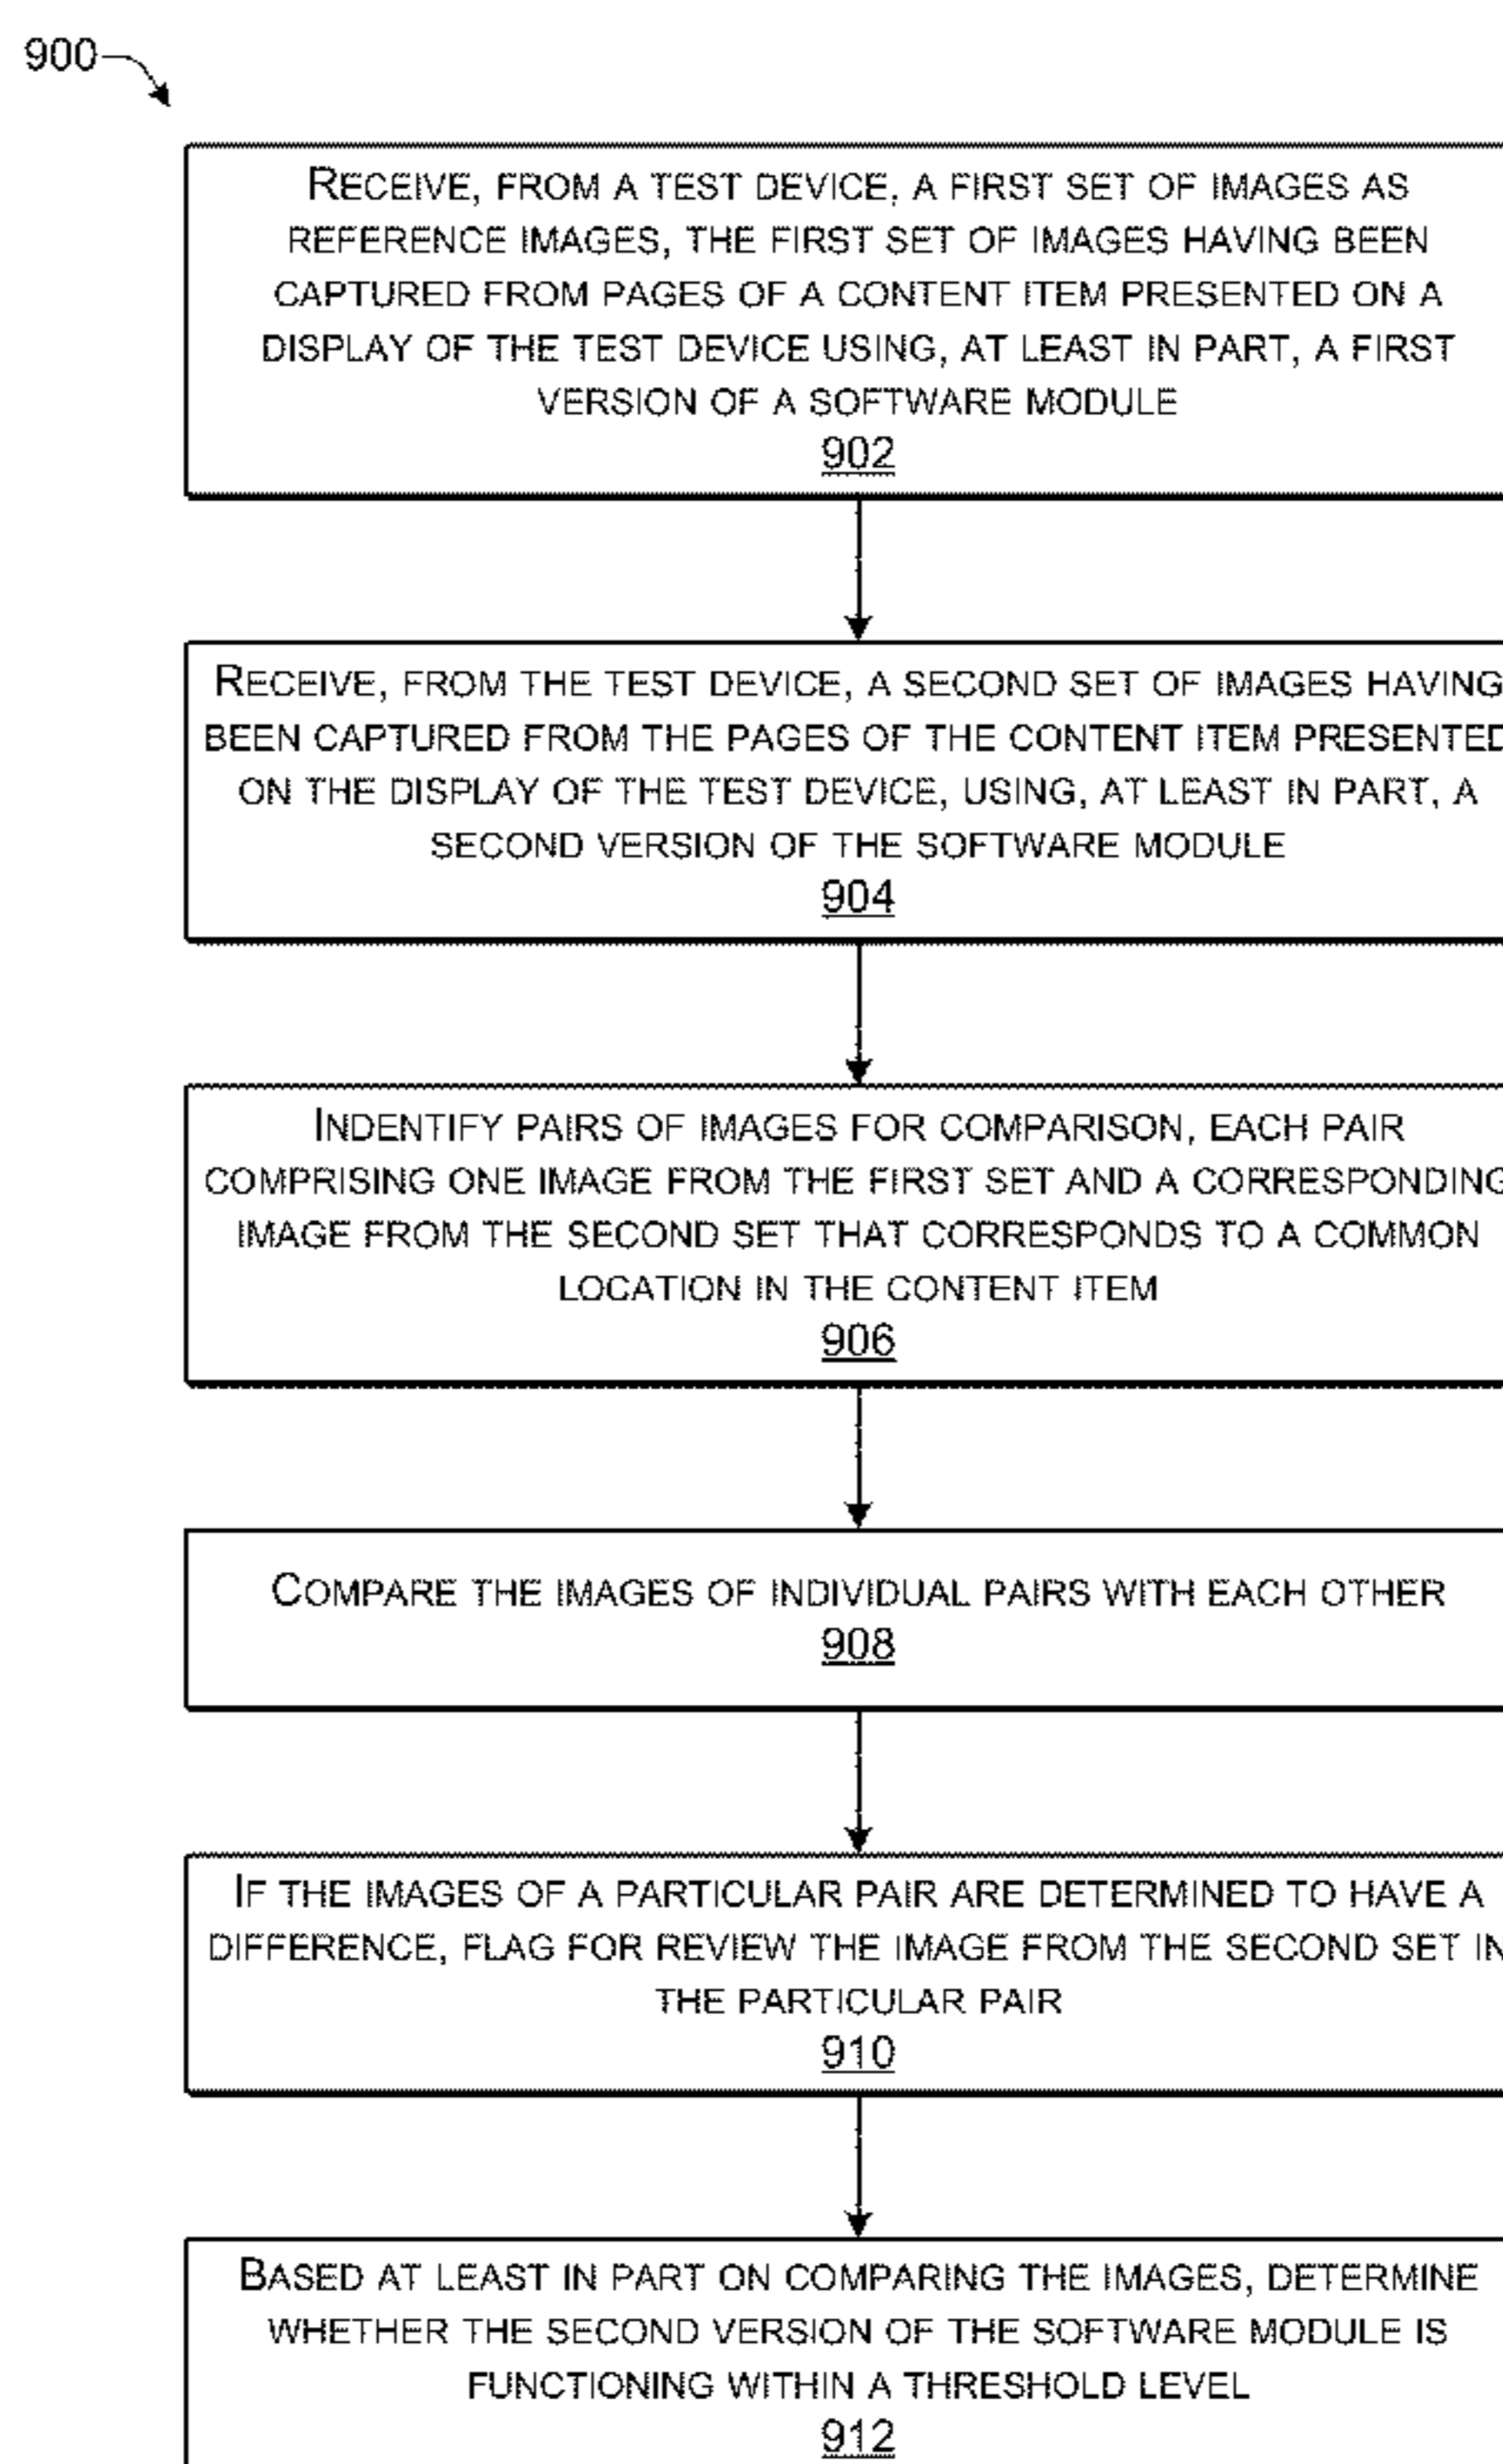 900
RECEIVE, FROM A TEST DEVICE, A FIRST SET OF IMAGES AS
REFERENCE IMAGES, THE FIRST SET OF IMAGES HAVING BEEN
CAPTURED FROM PAGES OF A CONTENT ITEM PRESENTED ON A
DISPLAY OF THE TEST DEVICE USING, AT LEAST IN PART, A FIRST
VERSION OF A SOFTWARE MODULE
902
RECEIVE, FROM THE TEST DEVICE, A SECOND SET OF IMAGES HAVING
BEEN CAPTURED FROM THE PAGES OF THE CONTENT ITEM PRESENTED
ON THE DISPLAY OF THE TEST DEVICE, USING, AT LEAST IN PART, A
SECOND VERSION OF THE SOFTWARE MODULE
904
INDENTIFY PAIRS OF IMAGES FOR COMPARISON, EACH PAIR
COMPRISING ONE IMAGE FROM THE FIRST SET AND A CORRESPONDING
IMAGE FROM THE SECOND SET THAT CORRESPONDS TO A COMMON
LOCATION IN THE CONTENT ITEM
906
COMPARE THE IMAGES OF INDIVIDUAL PAIRS WITH EACH OTHER
908
IF THE IMAGES OF A PARTICULAR PAIR ARE DETERMINED TO HAVE A
DIFFERENCE, FLAG FOR REVIEW THE IMAGE FROM THE SECOND SET IN
THE PARTICULAR PAIR
910
BASED AT LEAST IN PART ON COMPARING THE IMAGES, DETERMINE
WHETHER THE SECOND VERSION OF THE SOFTWARE MODULE IS
FUNCTIONING WITHIN A THRESHOLD LEVEL
912